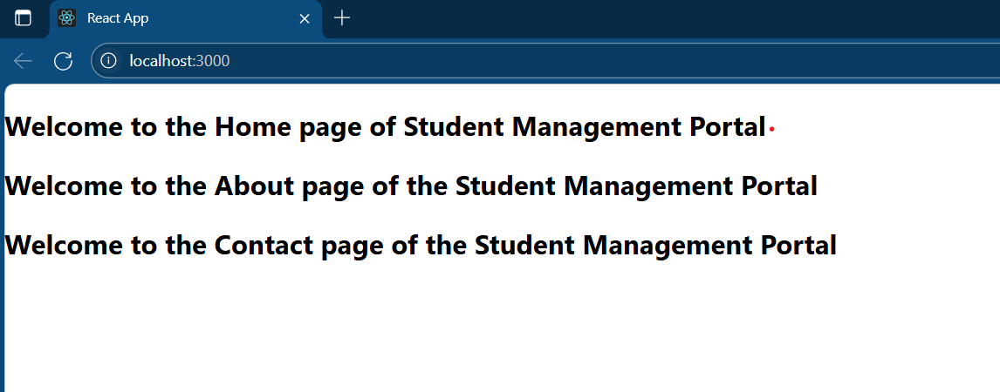 React App
localhost:3000
Welcome to the Home page of Student Management Portal
Welcome to the About page of the Student Management Portal
Welcome to the Contact page of the Student Management Portal